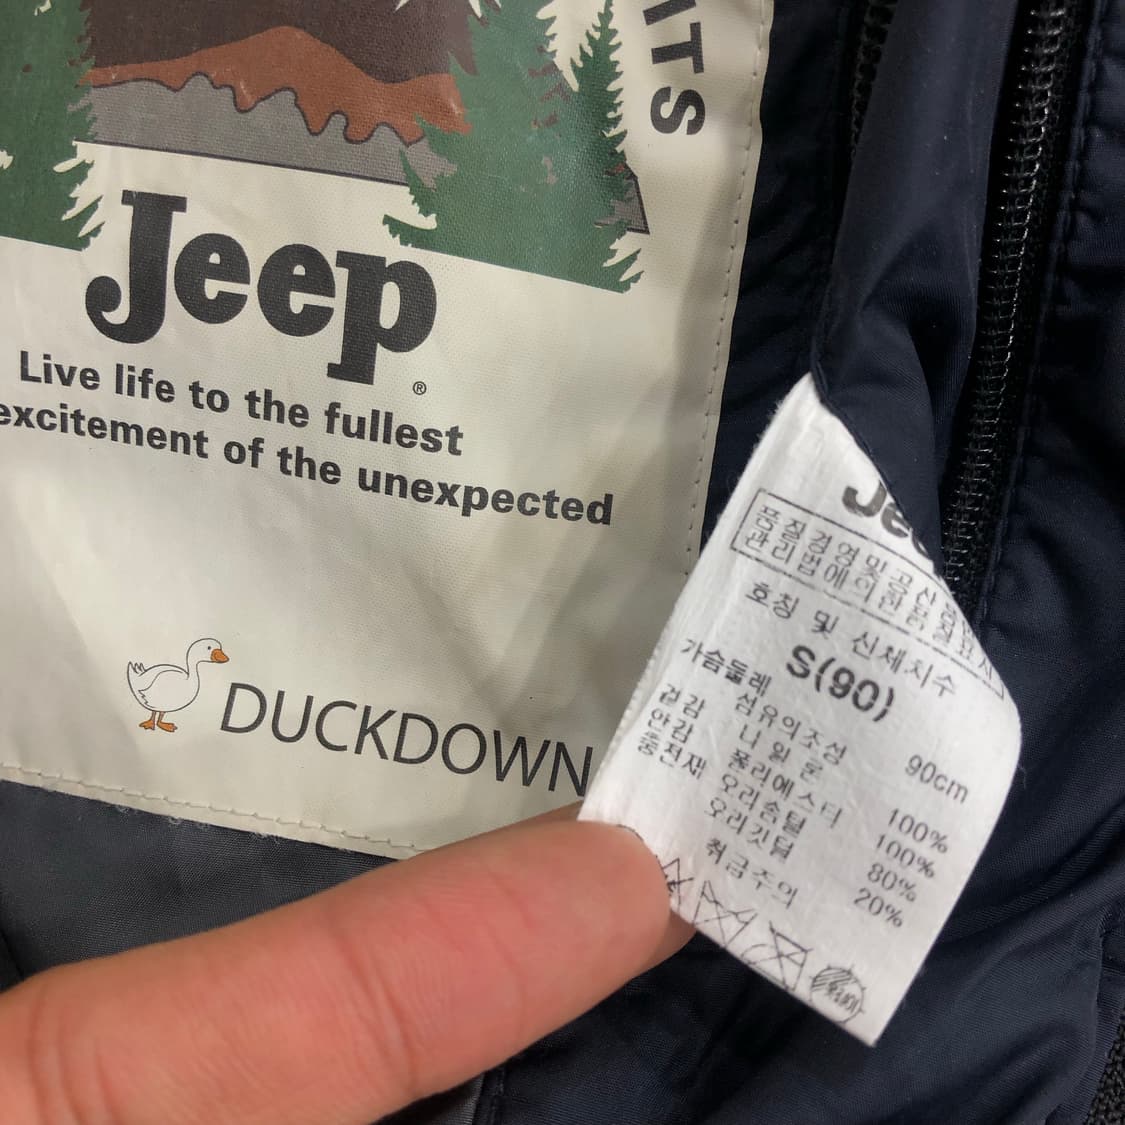 ITS
Jeep
®
Live life to the fullest
excitement of the unexpected
DUCKDOWN
Jee
품질경영및공산품
관리법에의한품질표시
호칭 및 신체치수
S(90)
가슴둘레 90cm
섬유의조성
겉감 나일론 100%
안감 폴리에스터 100%
충전재 오리솜털 80%
오리깃털 20%
취급주의